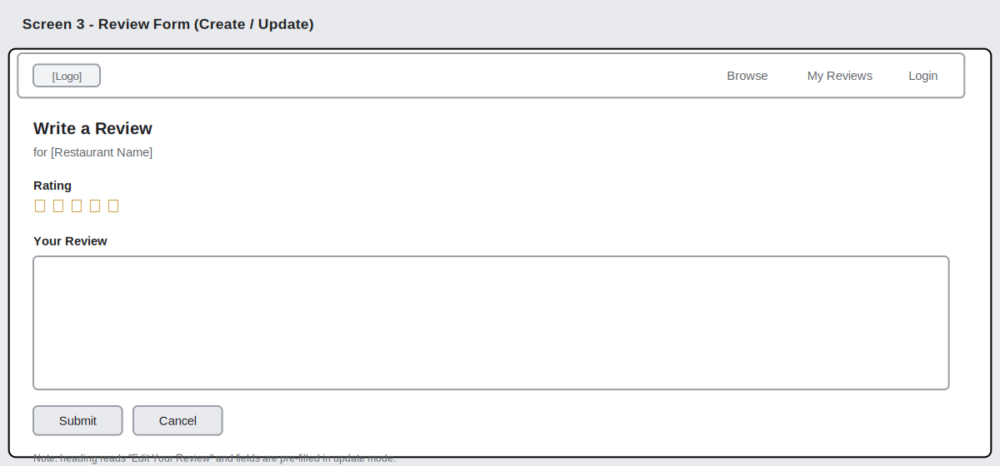 Screen 3 - Review Form (Create / Update)
[Logo]
Browse My Reviews Login
Write a Review
for [Restaurant Name]
Rating
Your Review
Submit Cancel
Note: heading reads "Edit Your Review" and fields are pre-filled in update mode.